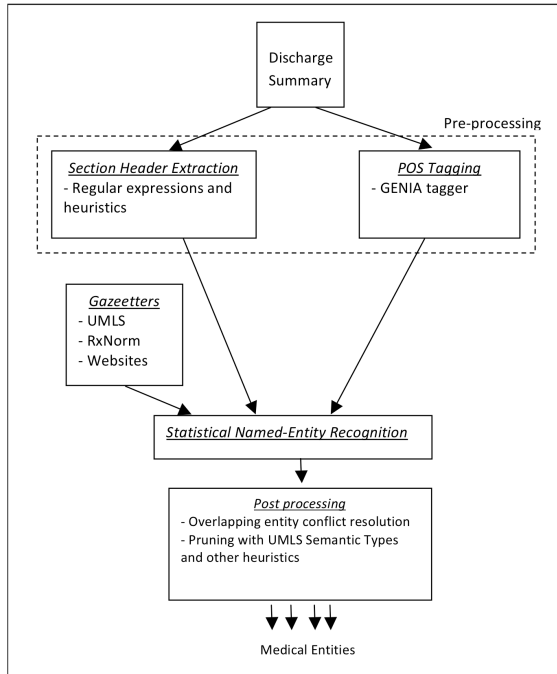 Discharge
Summary
Pre-processing
Section Header Extraction
- Regular expressions and
heuristics
POS Tagging
- GENIA tagger
Gazeetters
- UMLS
- RxNorm
- Websites
Statistical Named-Entity Recognition
Post processing
- Overlapping entity conflict resolution
- Pruning with UMLS Semantic Types
and other heuristics
Medical Entities